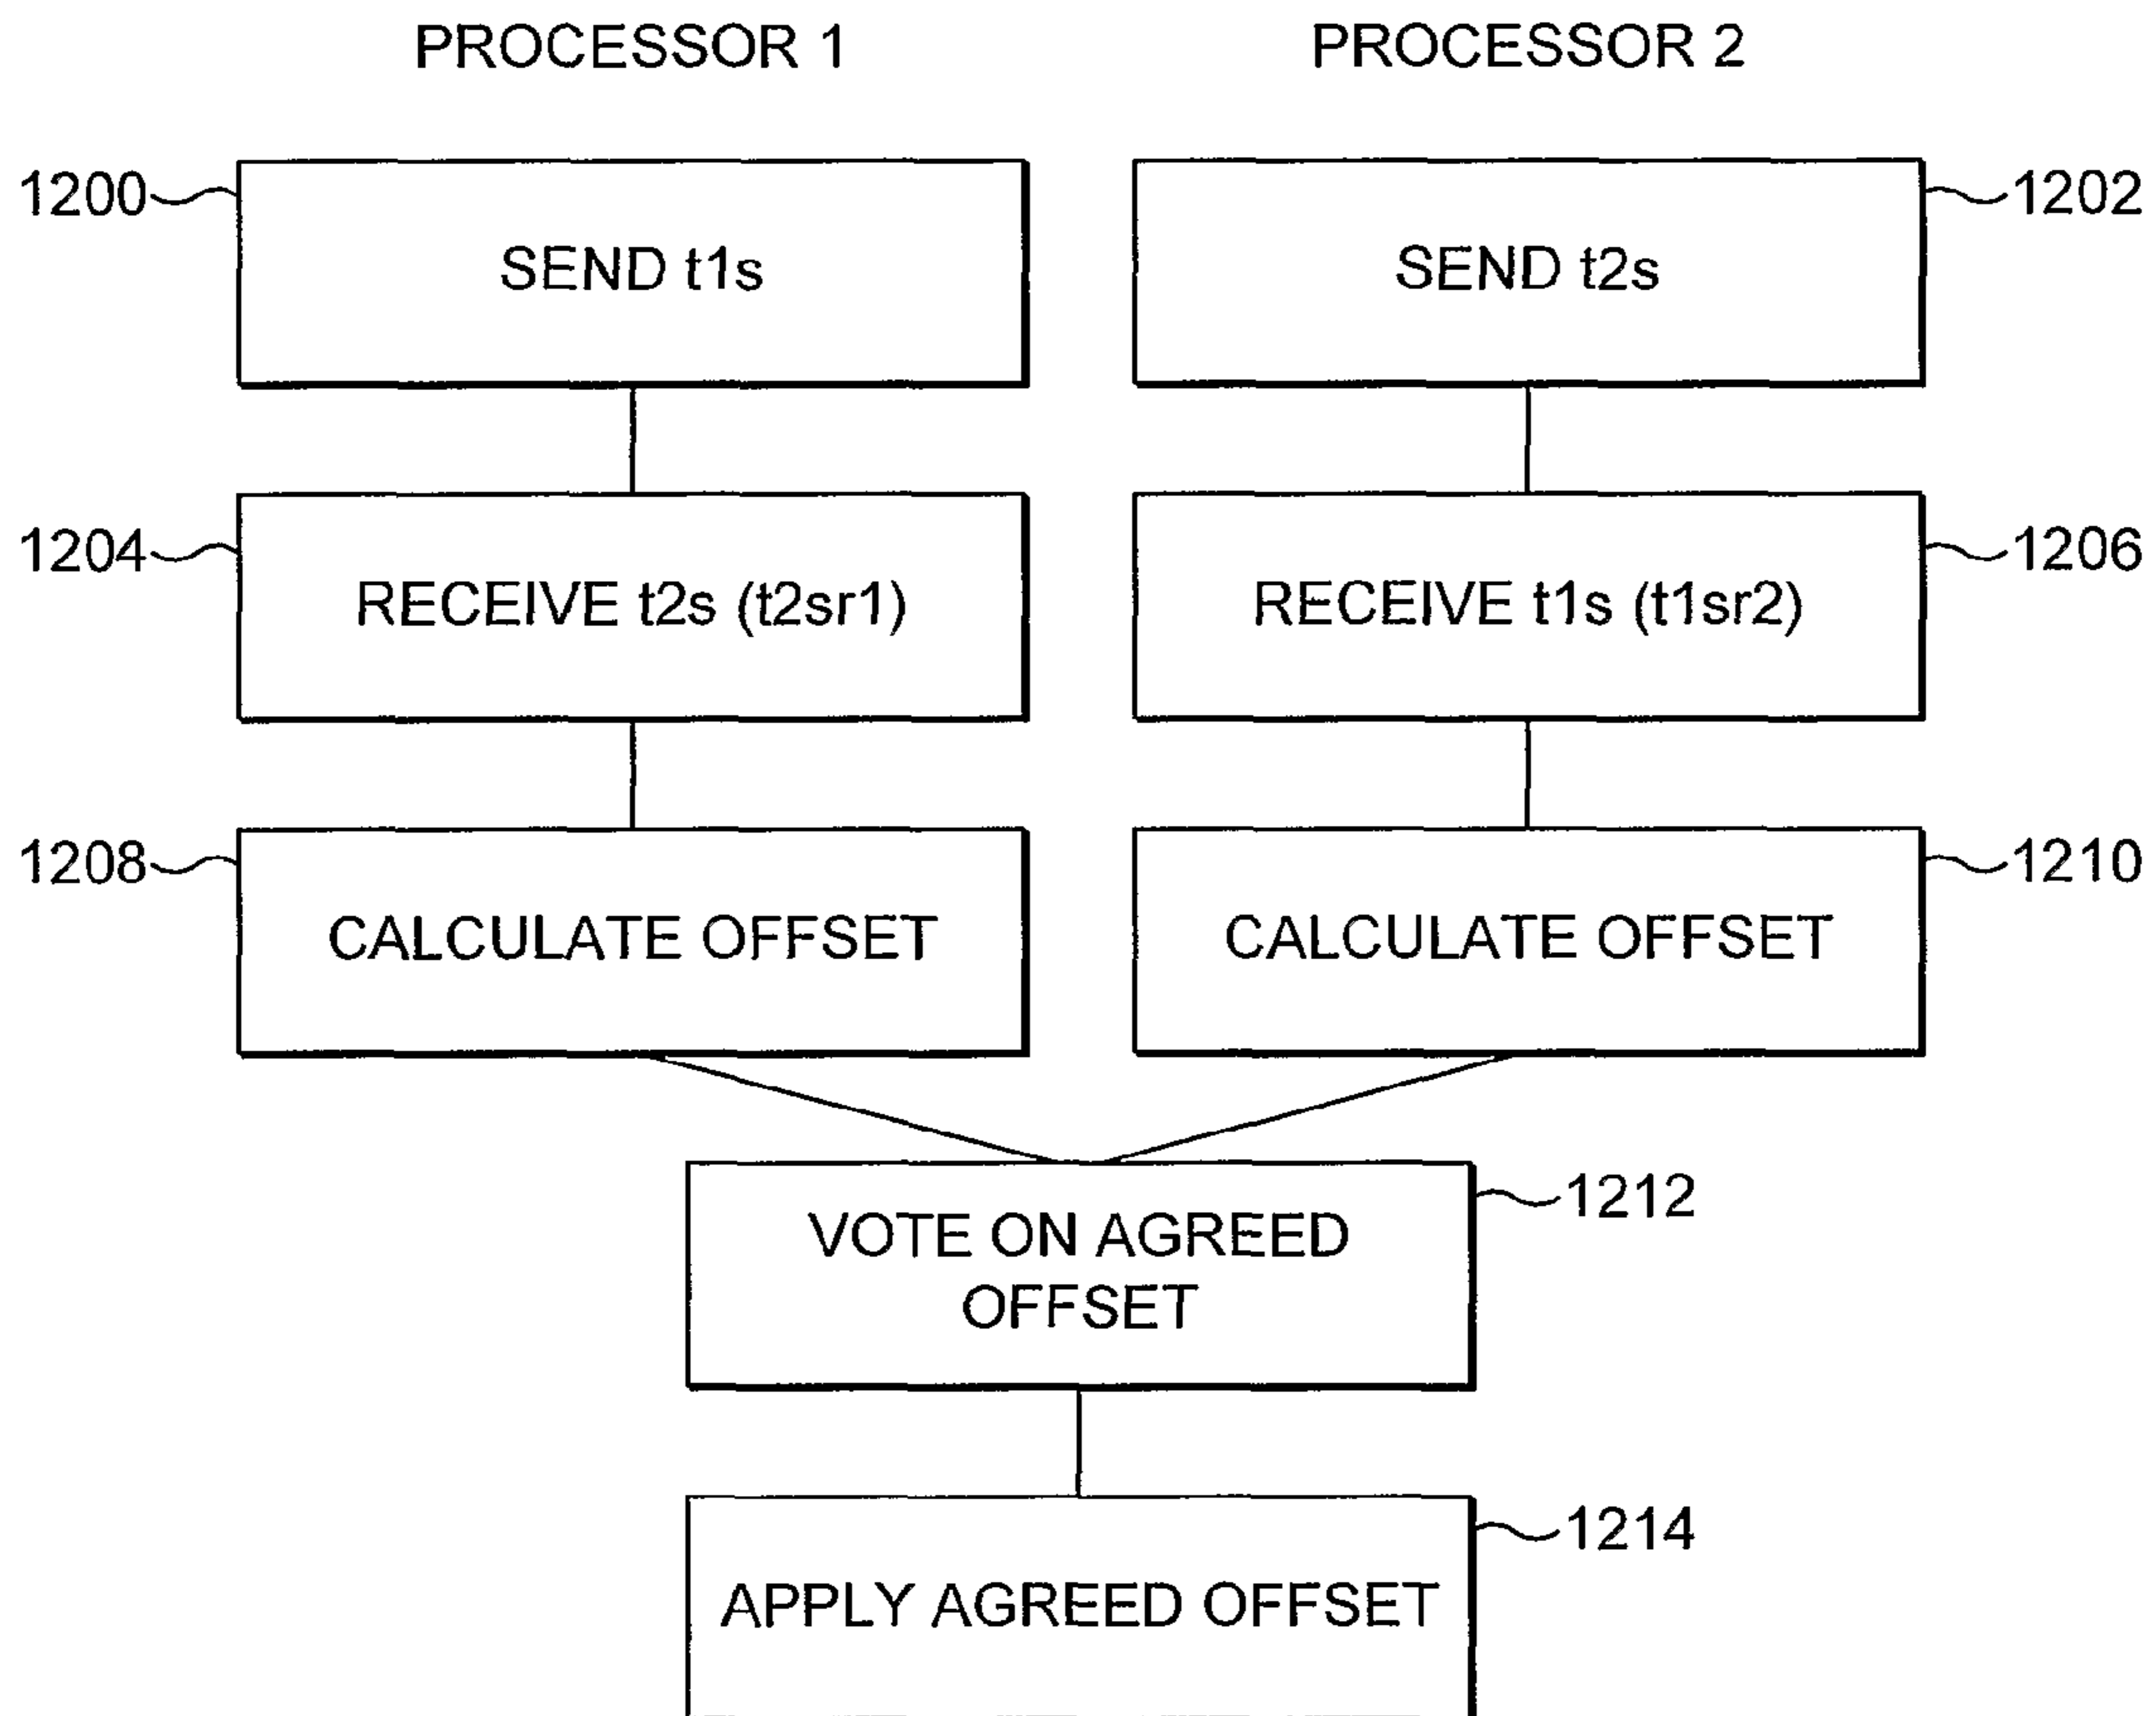 PROCESSOR 1
PROCESSOR 2
1200
SEND t1s
SEND t2s
1202
1204
RECEIVE t2s (t2sr1)
RECEIVE t1s (t1sr2)
1206
1208
CALCULATE OFFSET
CALCULATE OFFSET
1210
VOTE ON AGREED
OFFSET
1212
APPLY AGREED OFFSET
1214